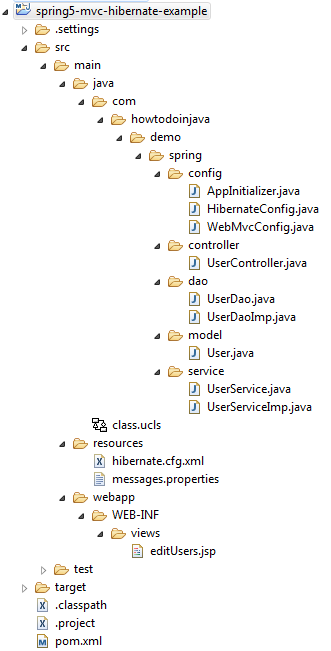 spring5-mvc-hibernate-example
.settings
src
main
java
com
howtodoinjava
demo
spring
config
AppInitializer.java
HibernateConfig.java
WebMvcConfig.java
controller
UserController.java
dao
UserDao.java
UserDaoImp.java
model
User.java
service
UserService.java
UserServiceImp.java
class.ucls
resources
hibernate.cfg.xml
messages.properties
webapp
WEB-INF
views
editUsers.jsp
test
target
.classpath
.project
pom.xml